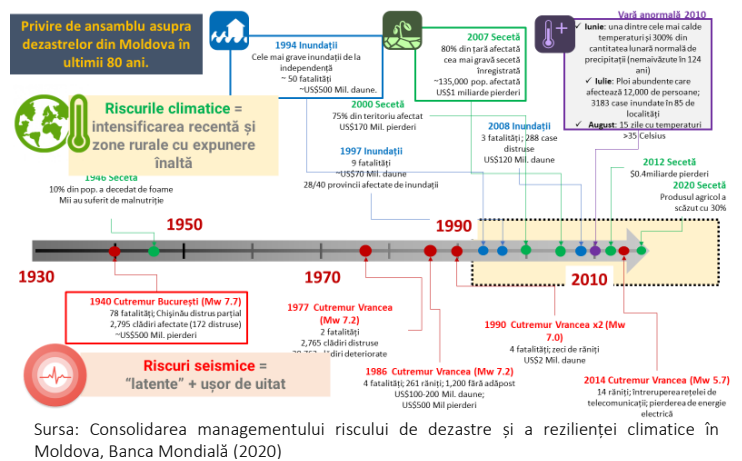 Privire de ansamblu asupra
dezastrelor din Moldova în
ultimii 80 ani.
1994 Inundații
Cele mai grave inundații de la
independență
~ 50 fatalități
~US$500 Mil. daune.
2007 Secetă
80% din țară afectată
cea mai gravă secetă
înregistrată
~135,000 pop. afectată
US$1 miliarde pierderi
Vară anormală 2010
✓ Iunie: una dintre cele mai calde
temperaturi și 300% din
cantitatea lunară normală de
precipitații (nemaivăzute în 124
ani)
✓ Iulie: Ploi abundente care
afectează 12,000 de persoane;
3183 case inundate în 85 de
localități
✓ August: 15 zile cu temperaturi
>35 Celsius
Riscurile climatice =
intensificarea recentă și
zone rurale cu expunere
înaltă
2000 Secetă
75% din teritoriu afectat
US$170 Mil. pierderi
1997 Inundații
9 fatalități
~US$70 Mil. daune
28/40 provincii afectate de inundații
2008 Inundații
3 fatalități; 288 case
distruse
US$120 Mil. daune
2012 Secetă
$0.4miliarde pierderi
2020 Secetă
Produsul agricol a
scăzut cu 30%
1946 Secetă
10% din pop. a decedat de foame
Mii au suferit de malnutriție
1950
1990
1930
1970
2010
1940 Cutremur București (Mw 7.7)
78 fatalități; Chișinău distrus parțial
2,795 clădiri afectate (172 distruse)
~US$500 Mil. pierderi
1977 Cutremur Vrancea
(Mw 7.2)
2 fatalități
2,765 clădiri distruse
clădiri deteriorate
1990 Cutremur Vrancea x2 (Mw
7.0)
4 fatalități; zeci de răniți
US$2 Mil. daune
Riscuri seismice =
“latente” + ușor de uitat
1986 Cutremur Vrancea (Mw 7.2)
4 fatalități; 261 răniți; 1,200 fără adăpost
US$100-200 Mil. daune;
US$500 Mil pierderi
2014 Cutremur Vrancea (Mw 5.7)
14 răniți; întreruperea rețelei de
telecomunicații; pierderea de energie
electrică
Sursa: Consolidarea managementului riscului de dezastre și a rezilienței climatice în
Moldova, Banca Mondială (2020)